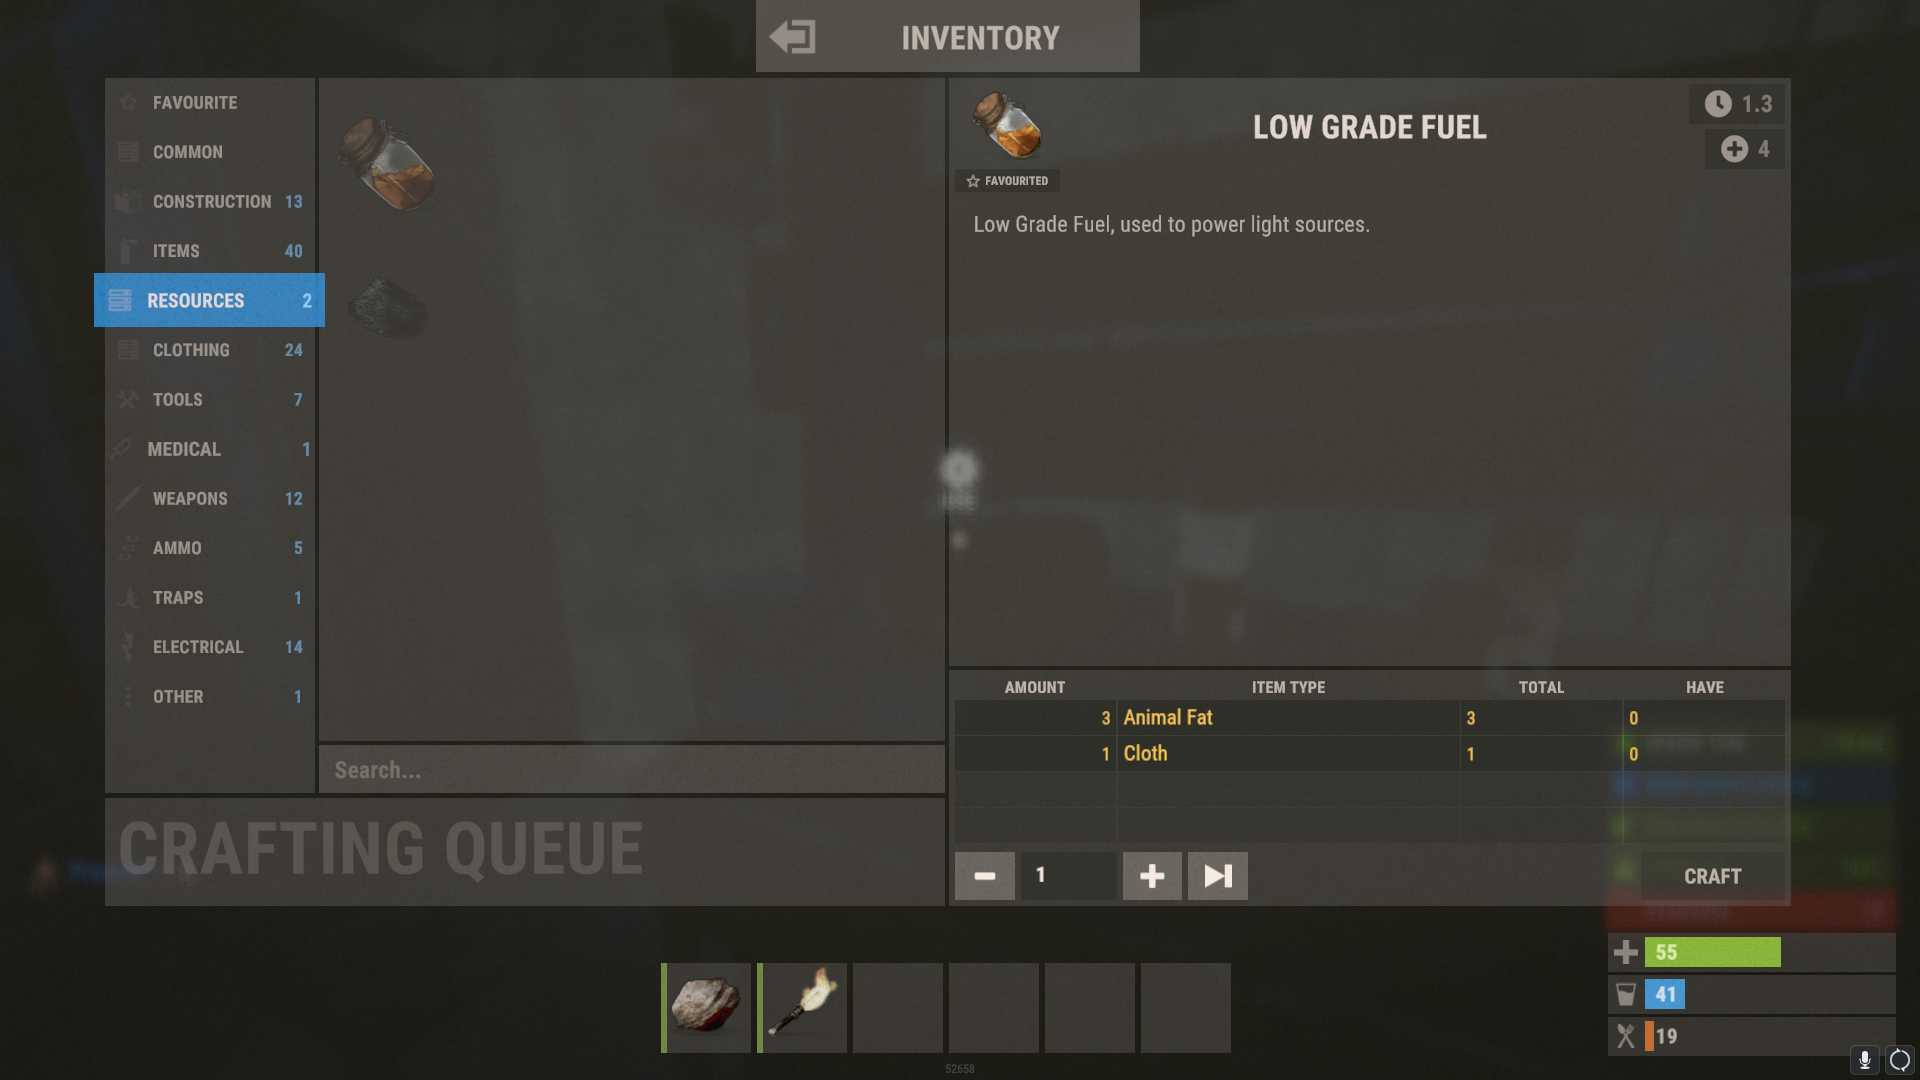 INVENTORY
FAVOURITE
COMMON
CONSTRUCTION 13
ITEMS 40
RESOURCES 2
CLOTHING 24
TOOLS 7
MEDICAL 1
WEAPONS 12
AMMO 5
TRAPS 1
ELECTRICAL 14
OTHER 1
Search...
CRAFTING QUEUE
LOW GRADE FUEL
1.3
4
FAVOURITED
Low Grade Fuel, used to power light sources.
AMOUNT ITEM TYPE TOTAL HAVE
3 Animal Fat 3 0
1 Cloth 1 0
1
CRAFT
55
41
19
52658